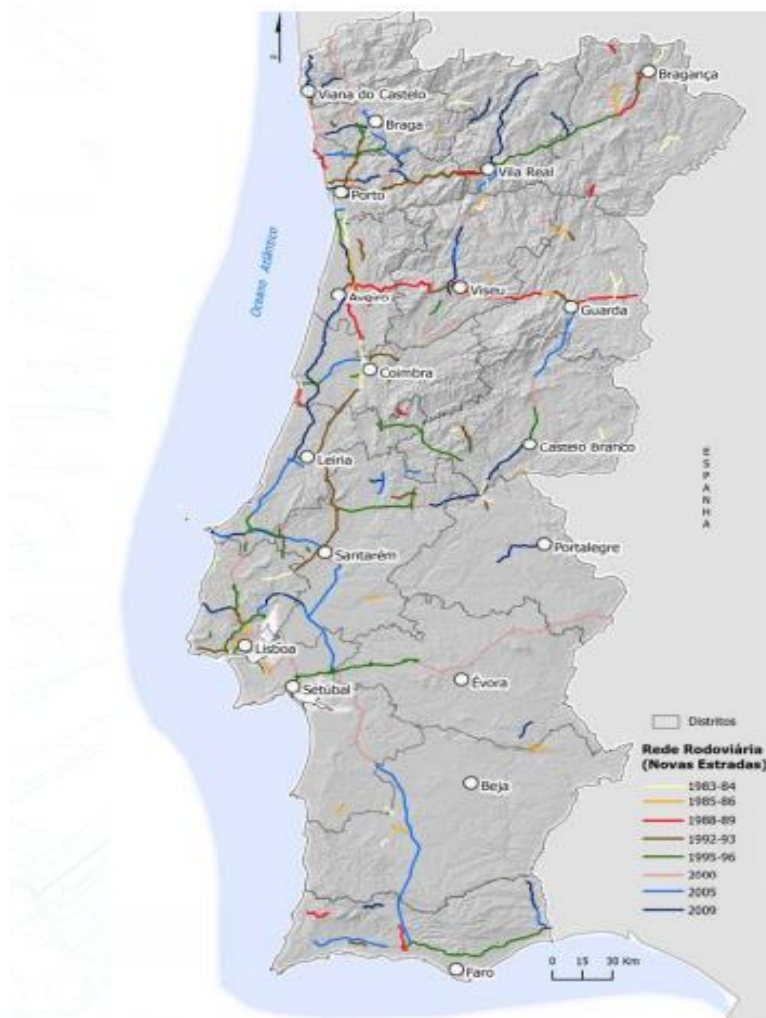 Bragança
Viana do Castelo
Braga
Vila Real
Porto
Oceano Atlântico
Aveiro
Viseu
Guarda
Coimbra
Castelo Branco
Leiria
ESPANHA
Santarém
Portalegre
Lisboa
Setúbal
Évora
Distritos
Rede Rodoviária
(Novas Estradas)
Beja
1983-84
1985-86
1988-89
1992-93
1995-96
2000
2005
2009
Faro
0 15 30 Km